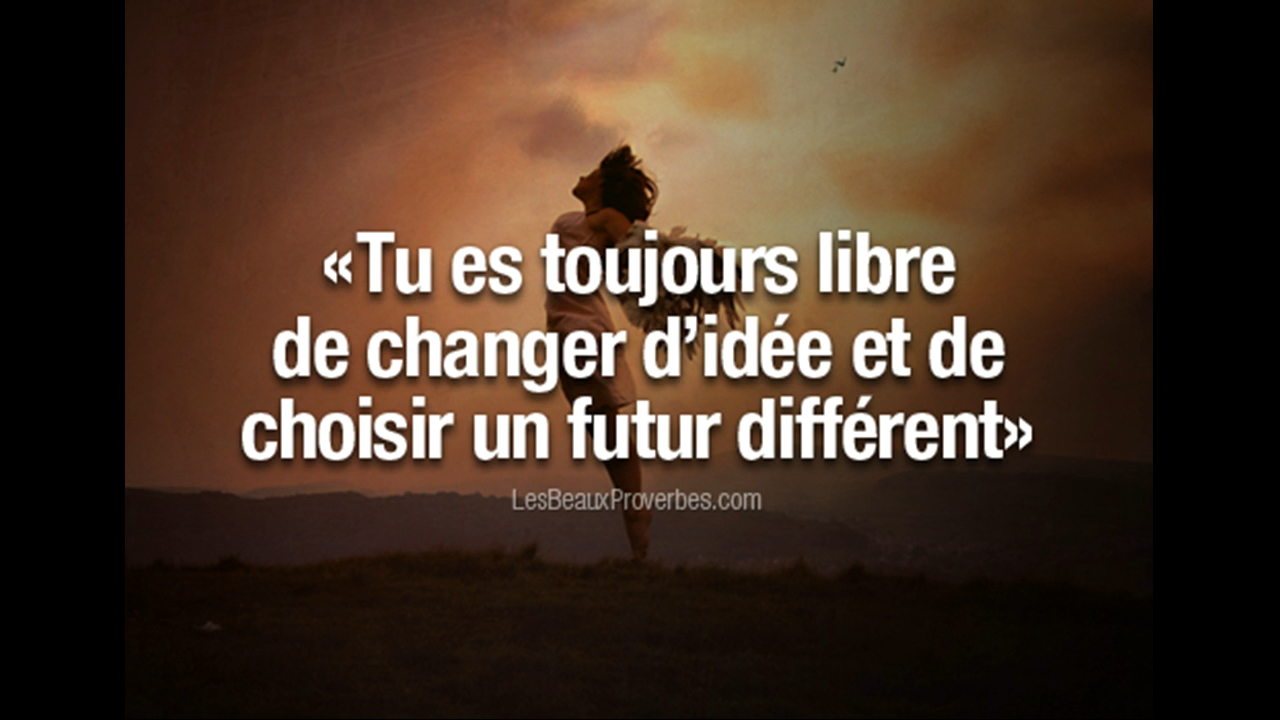 «Tu es toujours libre
de changer d’idée et de
choisir un futur différent»
LesBeauxProverbes.com